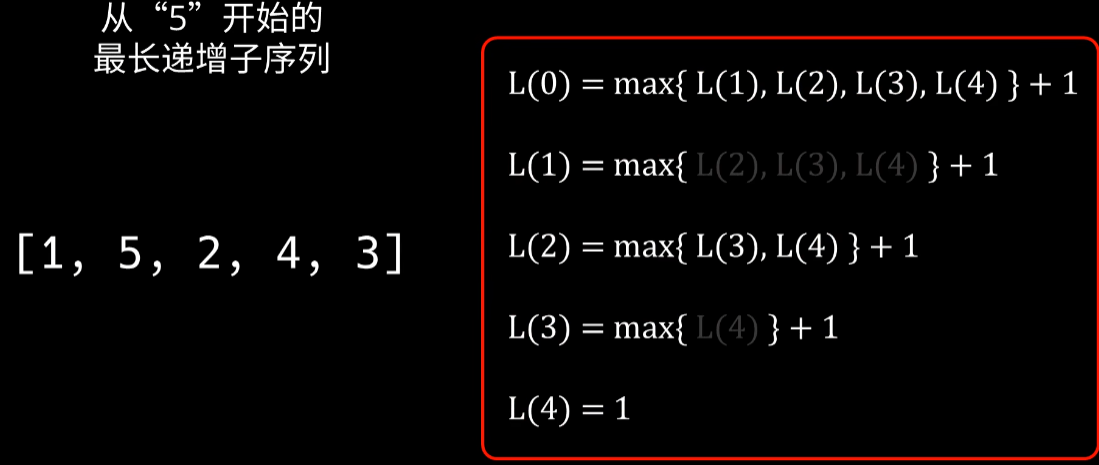 从“5”开始的
最长递增子序列
[1, 5, 2, 4, 3]
L(0) = max{ L(1), L(2), L(3), L(4) } + 1
L(1) = max{ L(2), L(3), L(4) } + 1
L(2) = max{ L(3), L(4) } + 1
L(3) = max{ L(4) } + 1
L(4) = 1